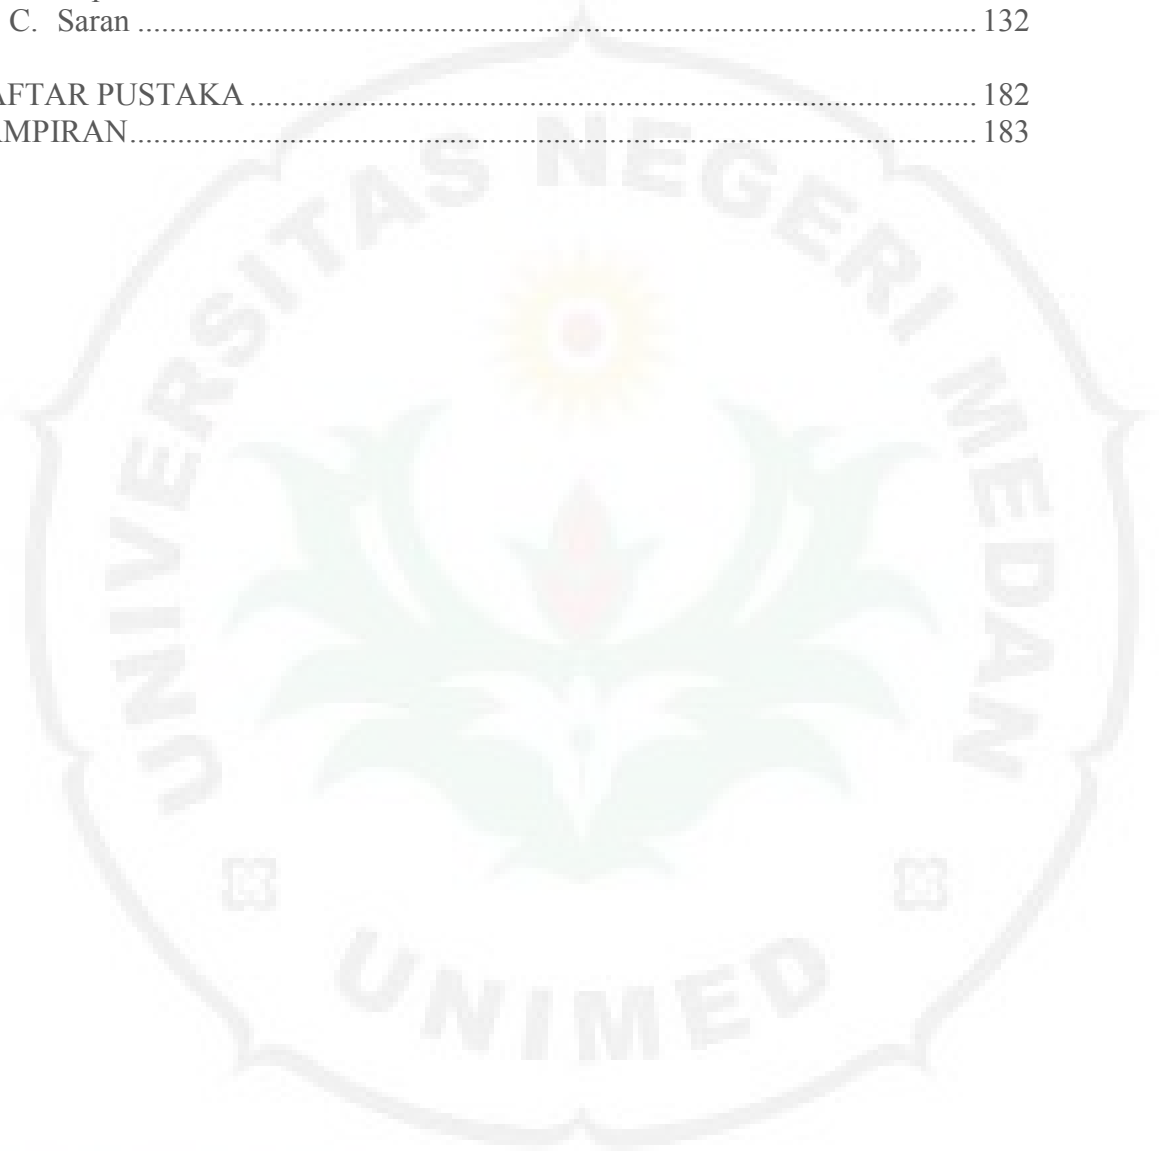 C. Saran ........................................................................................ 132
AFTAR PUSTAKA ............................................................................ 182
AMPIRAN......................................................................................... 183
UNIVERSITAS NEGERI MEDAN
UNIMED